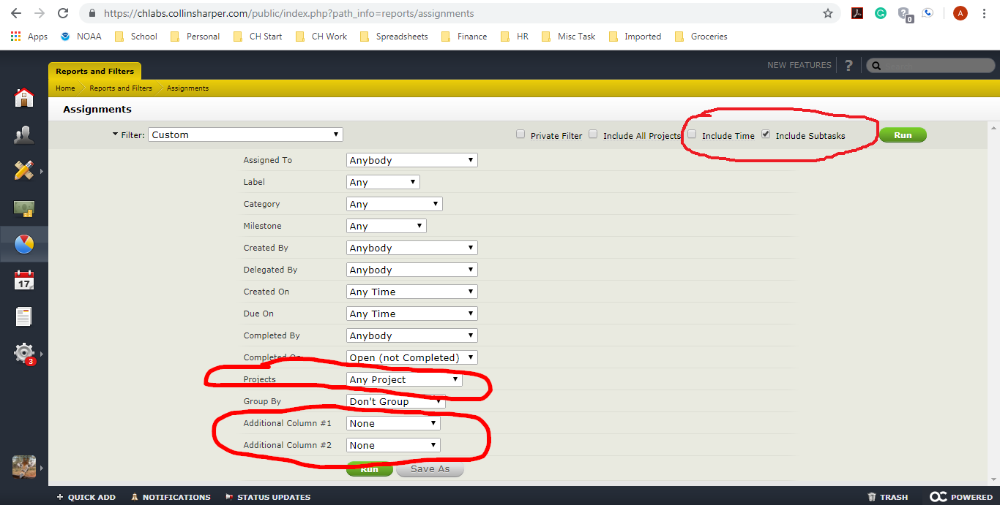 https://chlabs.collinsharper.com/public/index.php?path_info=reports/assignments
A
0
Apps NOAA School Personal CH Start CH Work Spreadsheets Finance HR Misc Task Imported Groceries
Reports and Filters NEW FEATURES ?
Home Reports and Filters Assignments
Assignments
Filter: Custom Private Filter Include All Projects Include Time Include Subtasks Run
Assigned To Anybody
Label Any
Category Any
Milestone Any
Created By Anybody
Delegated By Anybody
Created On Any Time
17
Due On Any Time
Completed By Anybody
Completed On Open (not Completed)
3
Projects Any Project
Group By Don't Group
Additional Column #1 None
Additional Column #2 None
Run Save As
QUICK ADD NOTIFICATIONS STATUS UPDATES TRASH POWERED